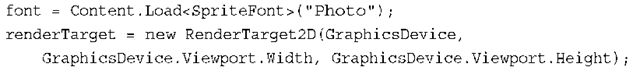 font = Content.Load<SpriteFont>("Photo");
renderTarget = new RenderTarget2D(GraphicsDevice,
    GraphicsDevice.Viewport.Width, GraphicsDevice.Viewport.Height);